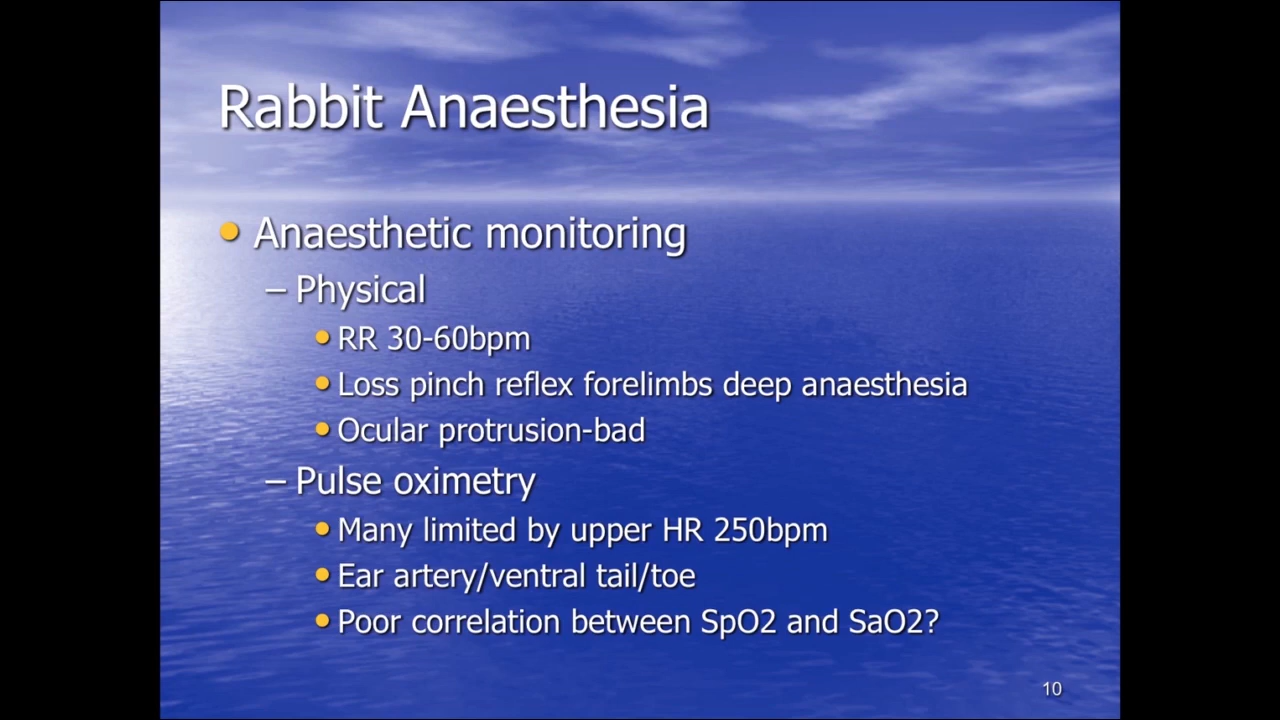 Rabbit Anaesthesia
• Anaesthetic monitoring
– Physical
• RR 30-60bpm
• Loss pinch reflex forelimbs deep anaesthesia
• Ocular protrusion-bad
– Pulse oximetry
• Many limited by upper HR 250bpm
• Ear artery/ventral tail/toe
• Poor correlation between SpO2 and SaO2?
10